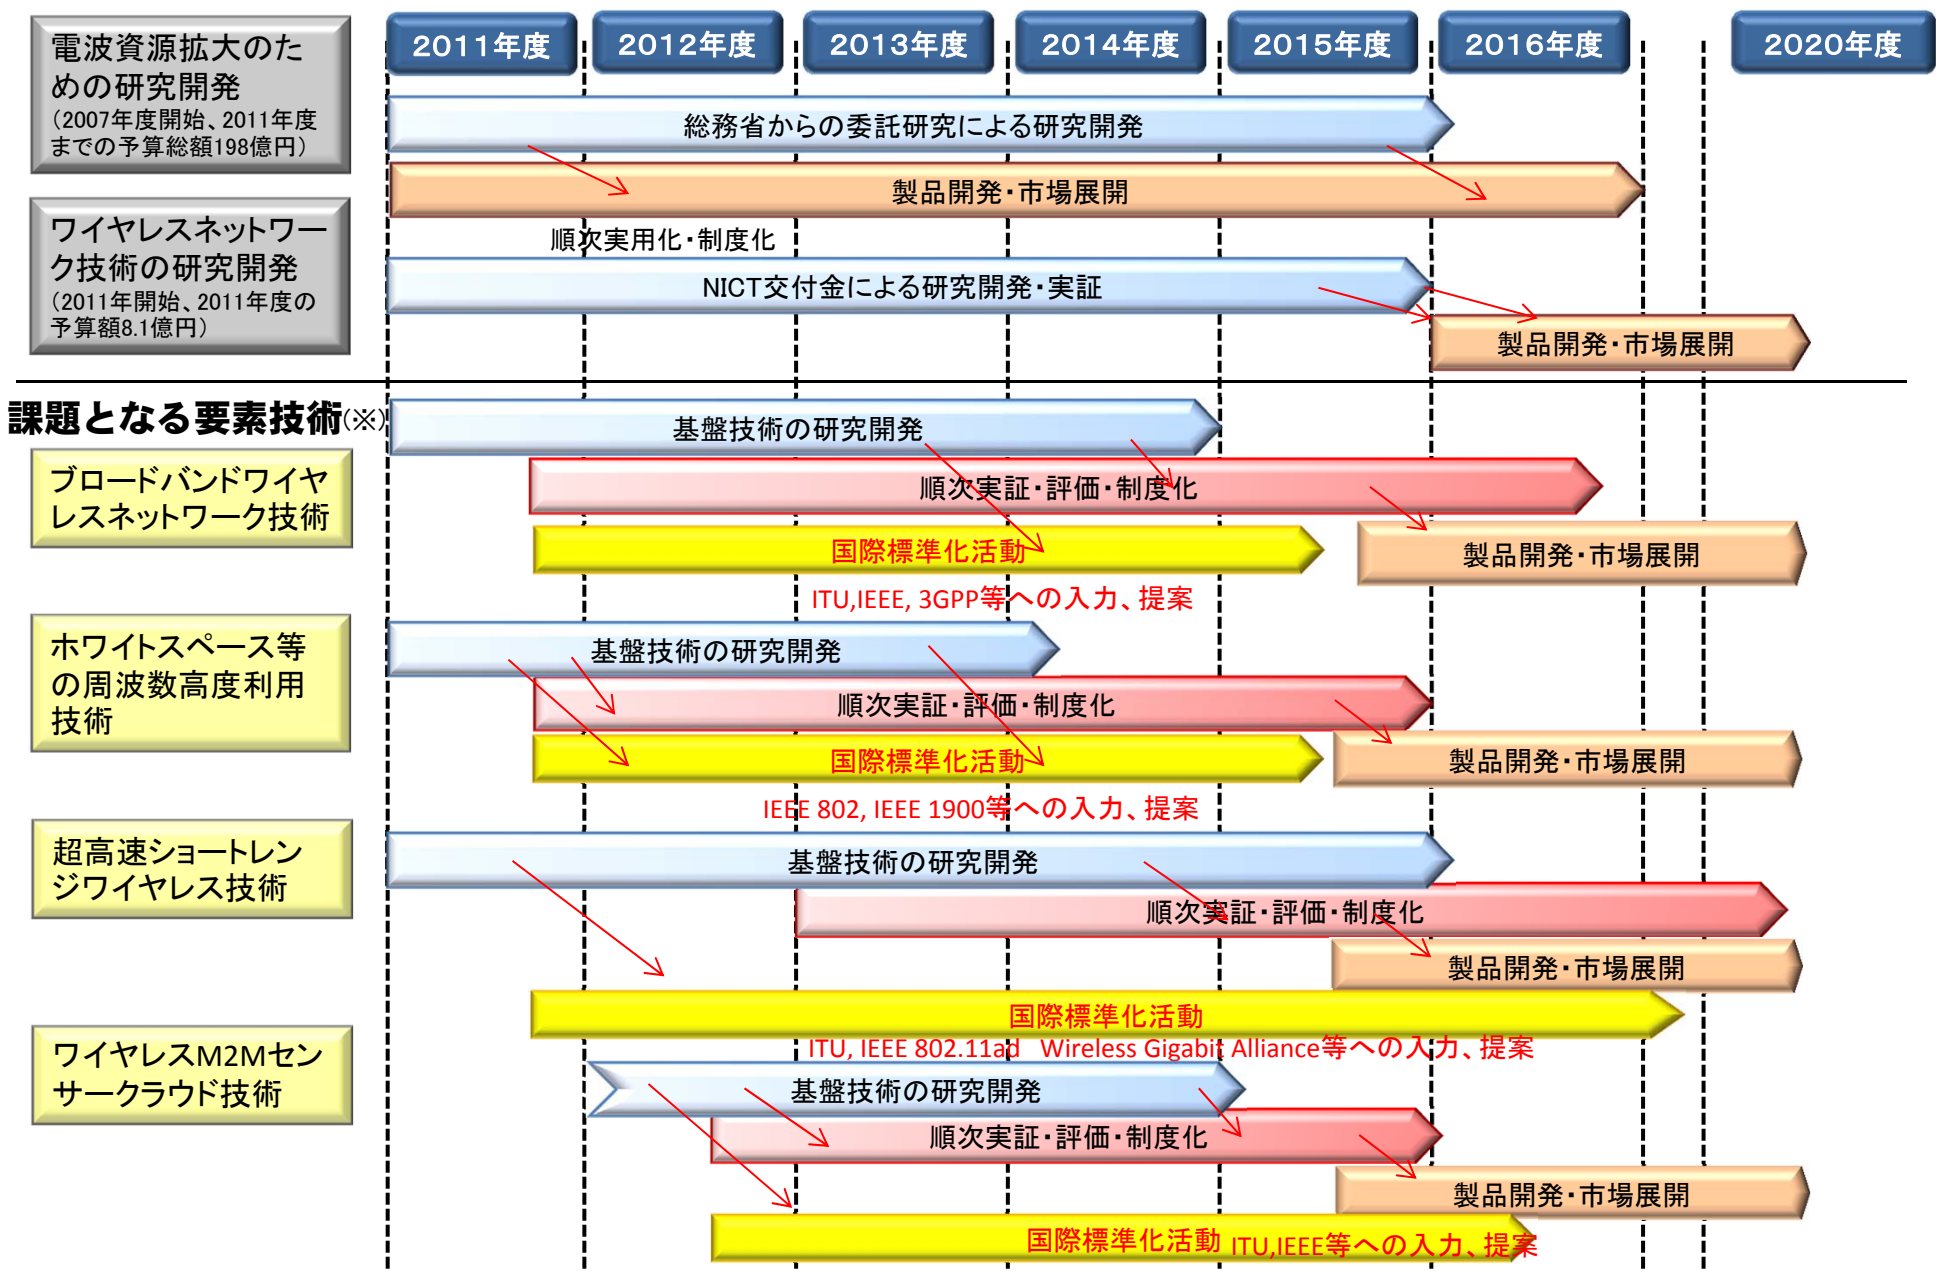 2011年度
2012年度
2013年度
2014年度
2015年度
2016年度
2020年度
電波資源拡大のた
めの研究開発
(2007年度開始、2011年度
までの予算総額198億円)
総務省からの委託研究による研究開発
製品開発・市場展開
順次実用化・制度化
ワイヤレスネットワー
ク技術の研究開発
(2011年開始、2011年度の
予算額8.1億円)
NICT交付金による研究開発・実証
製品開発・市場展開
課題となる要素技術(※)
ブロードバンドワイヤ
レスネットワーク技術
基盤技術の研究開発
順次実証・評価・制度化
国際標準化活動
製品開発・市場展開
ITU,IEEE, 3GPP等への入力、提案
ホワイトスペース等
の周波数高度利用
技術
基盤技術の研究開発
順次実証・評価・制度化
国際標準化活動
製品開発・市場展開
IEEE 802, IEEE 1900等への入力、提案
超高速ショートレン
ジワイヤレス技術
基盤技術の研究開発
順次実証・評価・制度化
製品開発・市場展開
国際標準化活動
ITU, IEEE 802.11ad Wireless Gigabit Alliance等への入力、提案
ワイヤレスM2Mセン
サークラウド技術
基盤技術の研究開発
順次実証・評価・制度化
製品開発・市場展開
国際標準化活動 ITU,IEEE等への入力、提案